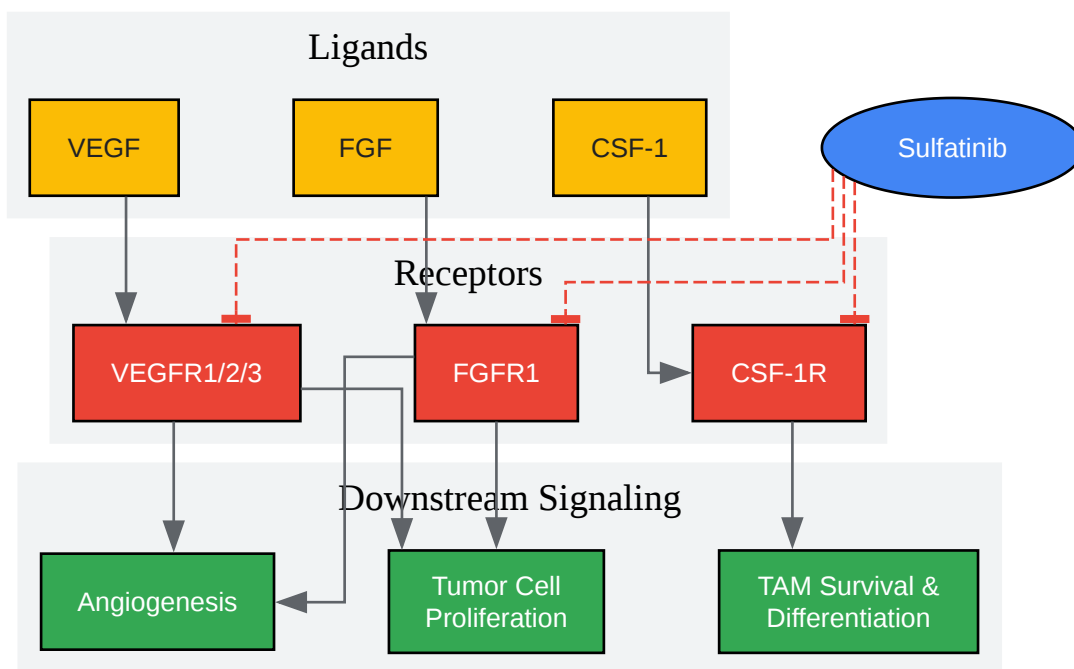 Ligands
VEGF
FGF
CSF-1
Sulfatinib
Receptors
VEGFR1/2/3
FGFR1
CSF-1R
Downstream Signaling
Angiogenesis
Tumor Cell
Proliferation
TAM Survival &
Differentiation